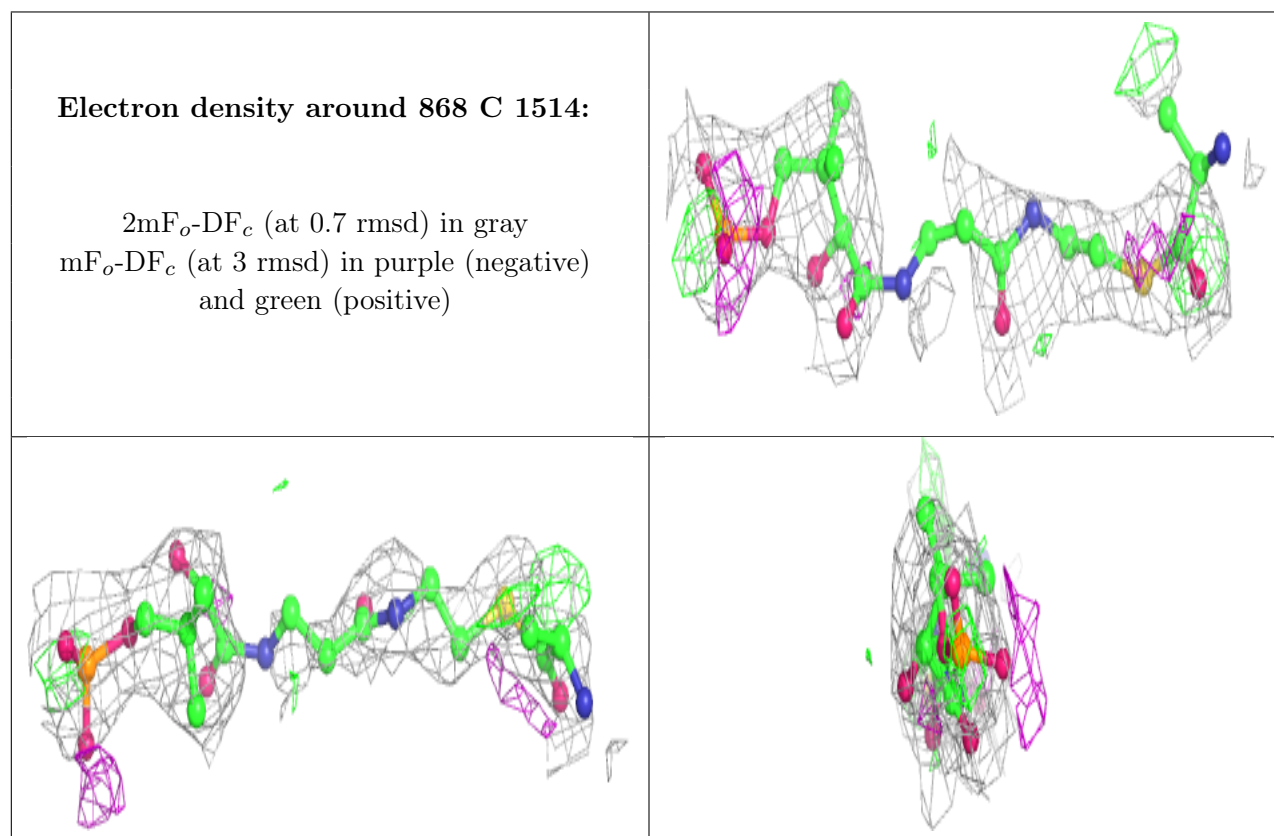 Electron density around 868 C 1514:
2mFₒ-DF𝒸 (at 0.7 rmsd) in gray
mFₒ-DF𝒸 (at 3 rmsd) in purple (negative)
and green (positive)